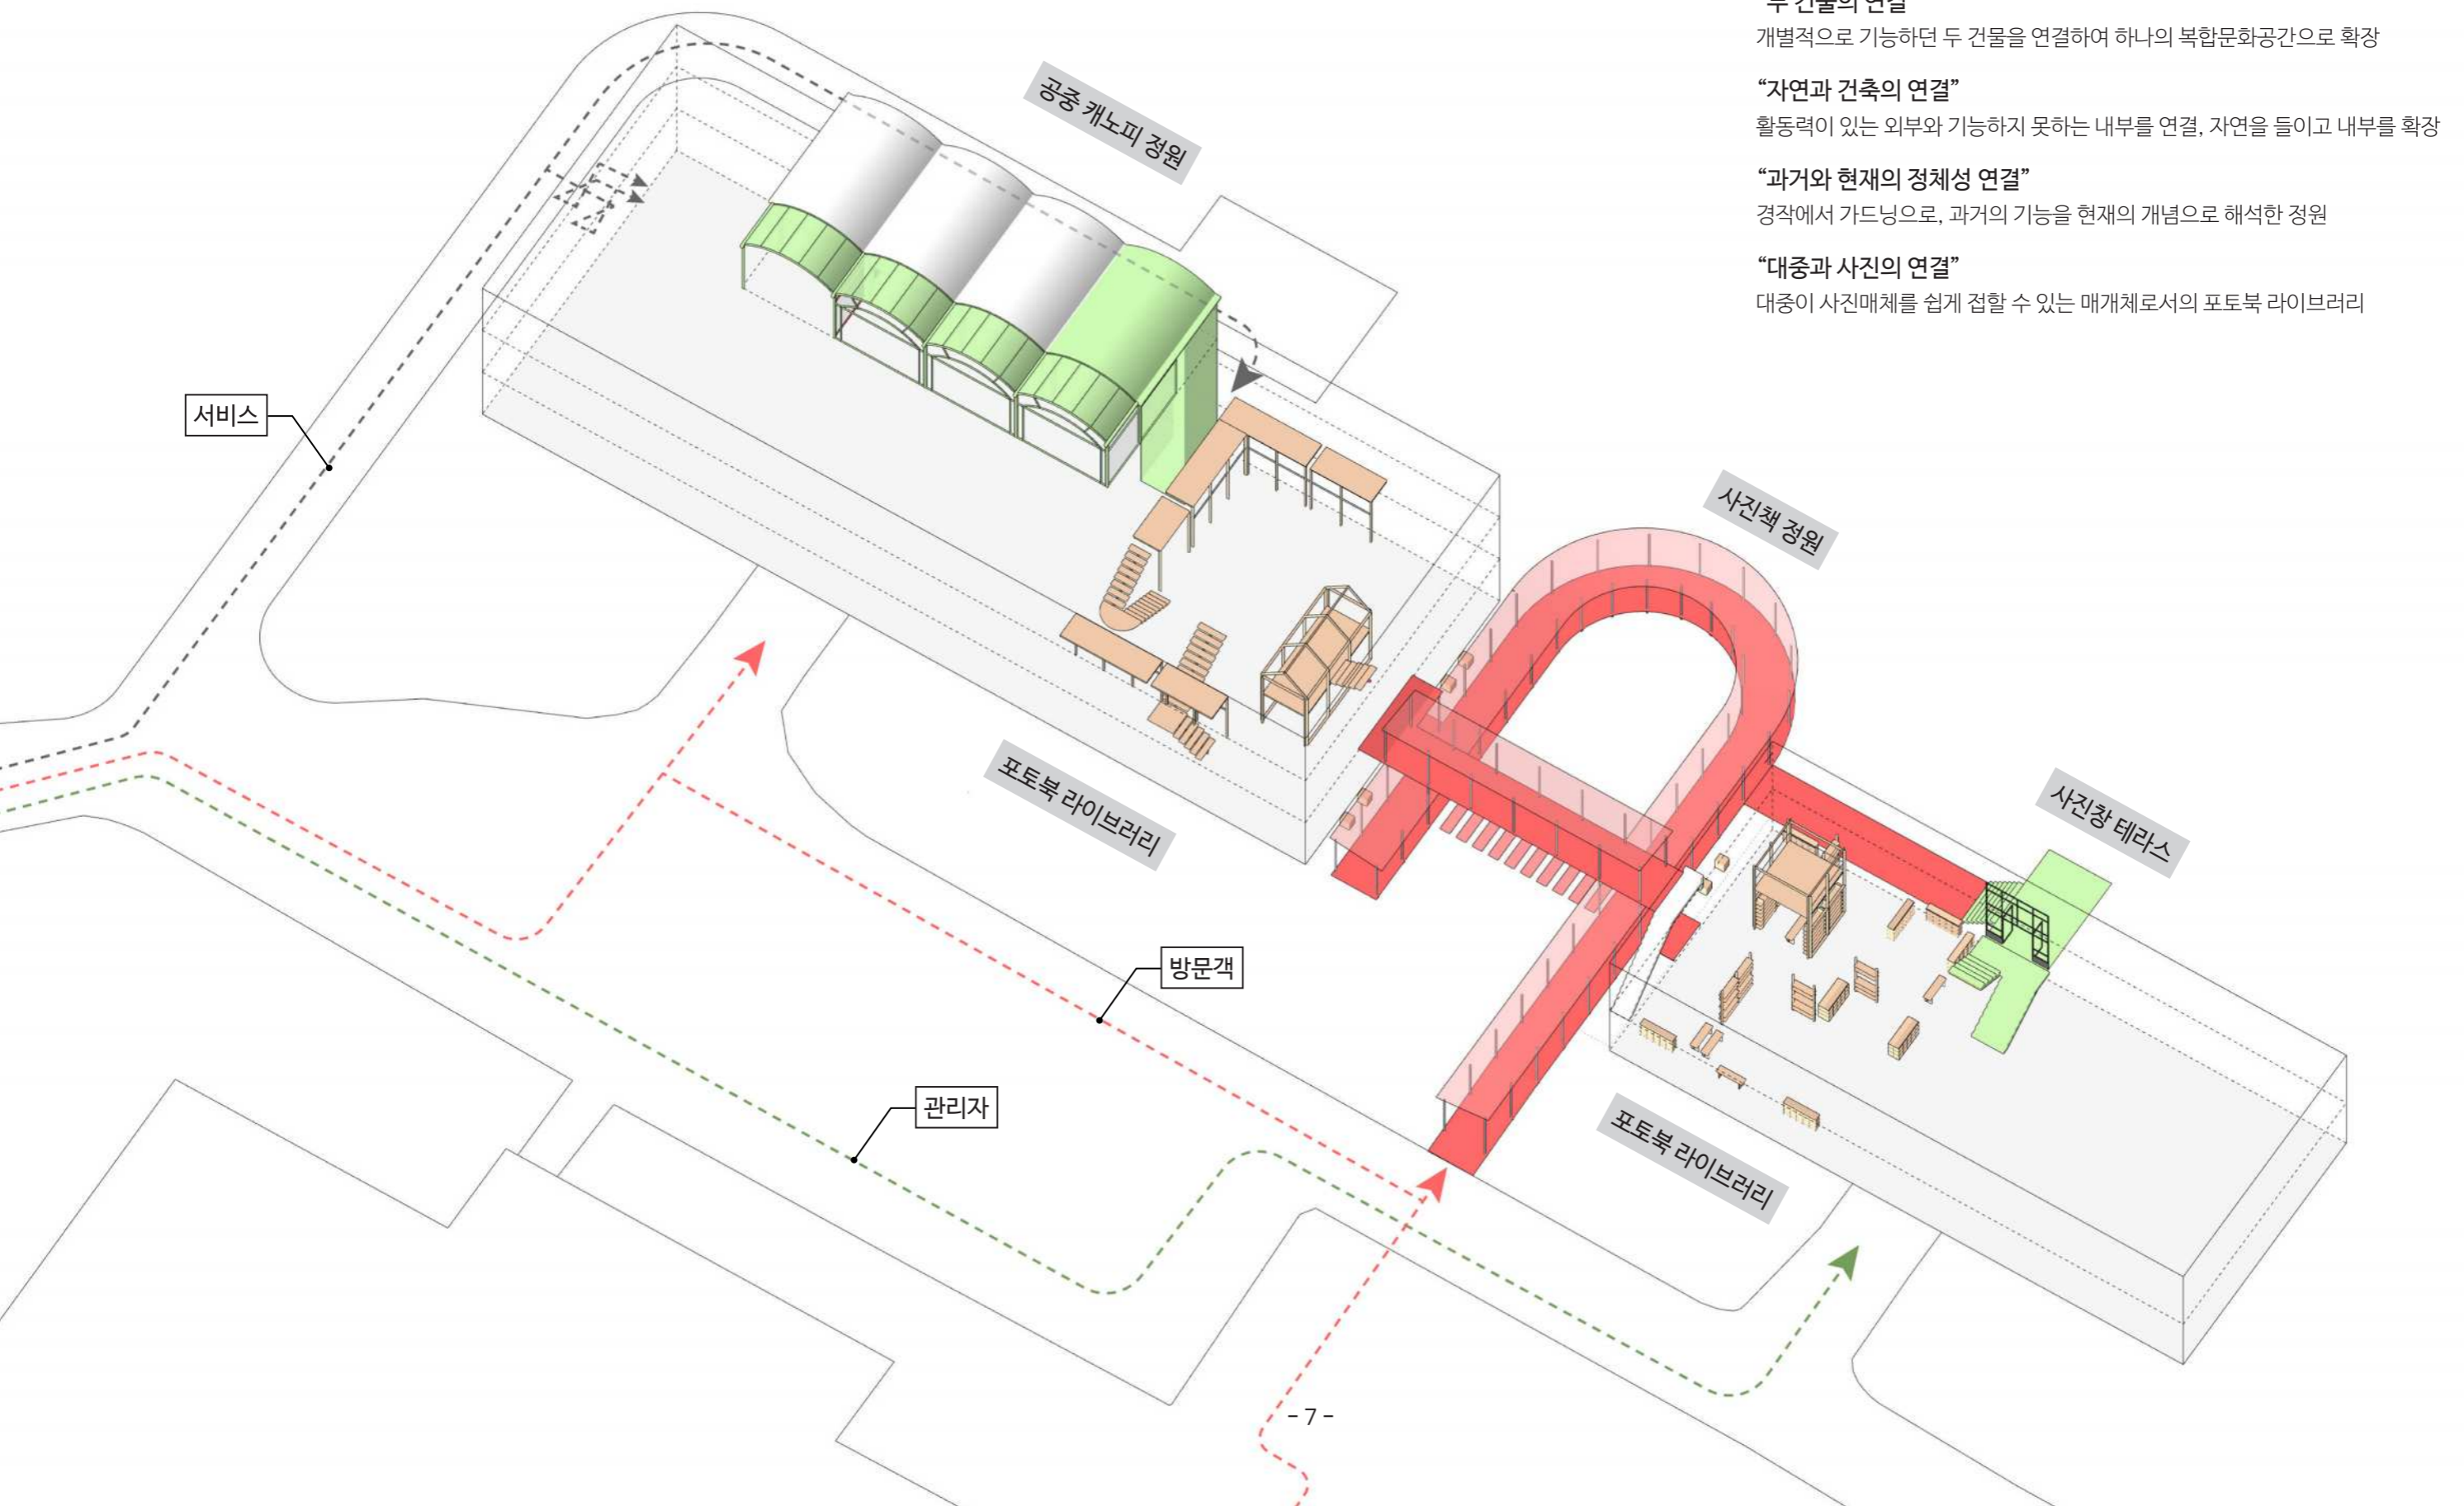 “두 건물의 연결”
개별적으로 기능하던 두 건물을 연결하여 하나의 복합문화공간으로 확장
“자연과 건축의 연결”
활동력이 있는 외부와 기능하지 못하는 내부를 연결, 자연을 들이고 내부를 확장
“과거와 현재의 정체성 연결”
경작에서 가드닝으로, 과거의 기능을 현재의 개념으로 해석한 정원
“대중과 사진의 연결”
대중이 사진매체를 쉽게 접할 수 있는 매개체로서의 포토북 라이브러리
공중 캐노피 정원
서비스
사진책 정원
포토북 라이브러리
사진창 테라스
방문객
관리자
포토북 라이브러리
- 7 -